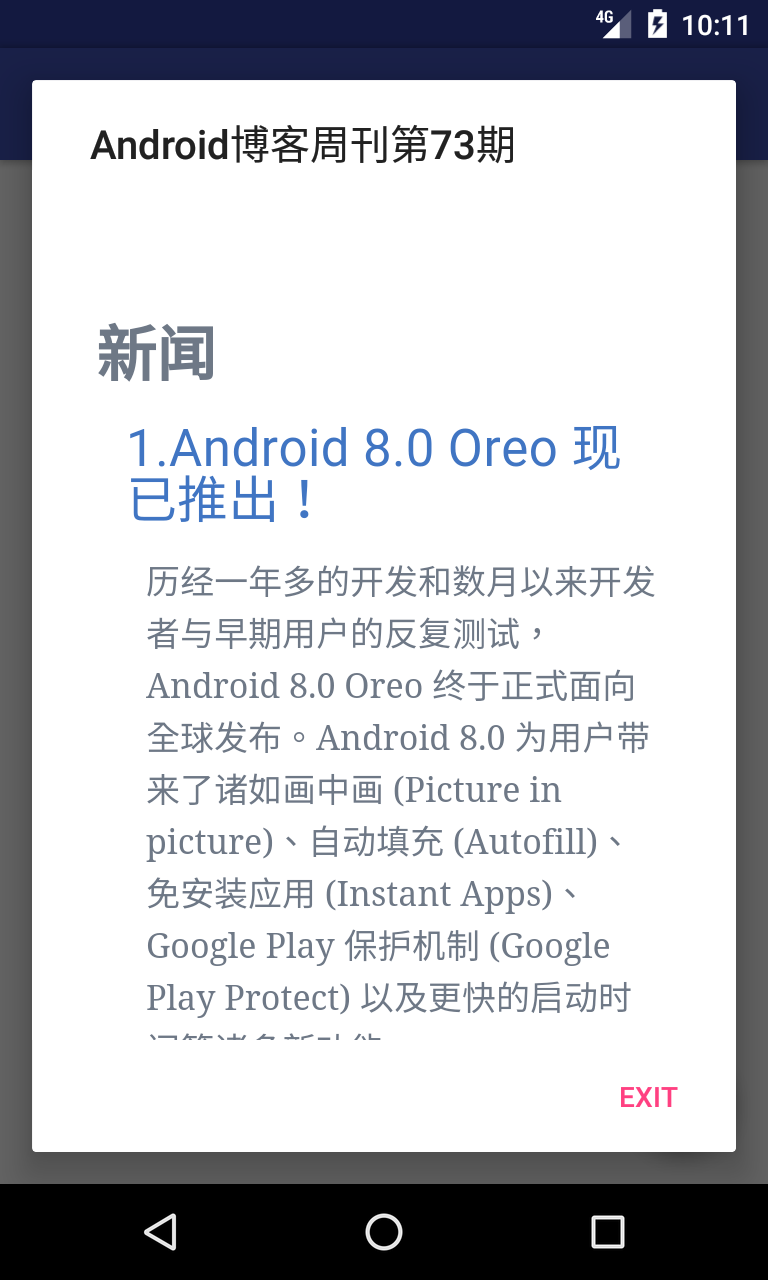 4G 10:11
Android博客周刊第73期
新闻
1.Android 8.0 Oreo 现
已推出！
历经一年多的开发和数月以来开发
者与早期用户的反复测试，
Android 8.0 Oreo 终于正式面向
全球发布。Android 8.0 为用户带
来了诸如画中画 (Picture in
picture)、自动填充 (Autofill)、
免安装应用 (Instant Apps)、
Google Play 保护机制 (Google
Play Protect) 以及更快的启动时
EXIT